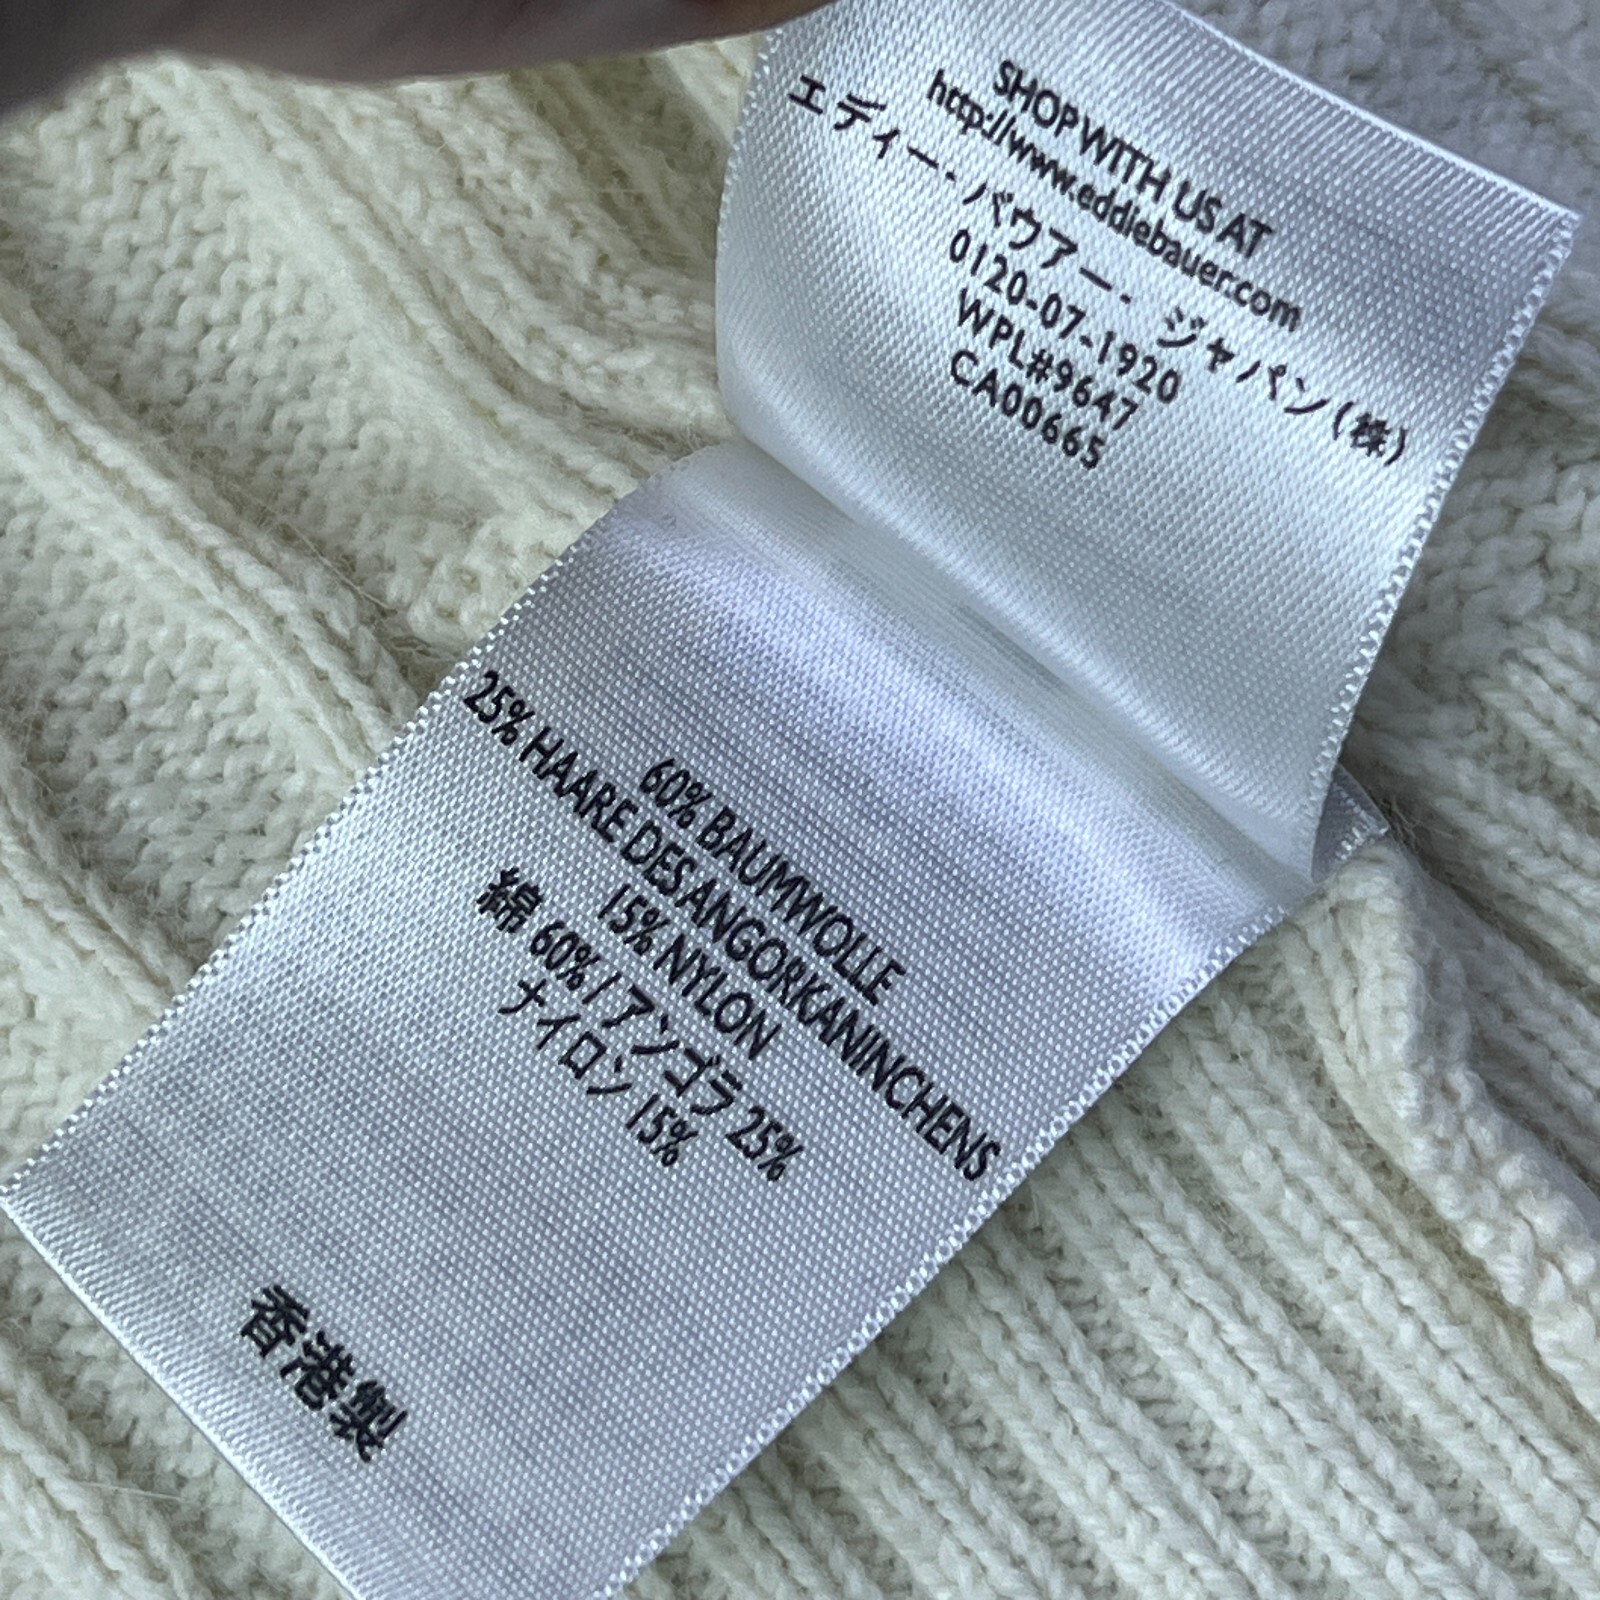 SHOP WITH US AT
http://www.eddiebauer.com
エディー・バウアー・ジャパン(株)
0120-07-1920
WPL#9647
CA00665
60% BAUMWOLLE
25% HAARE DES ANGORKANINCHENS
15% NYLON
綿 60% / アンゴラ 25%
ナイロン 15%
香港製